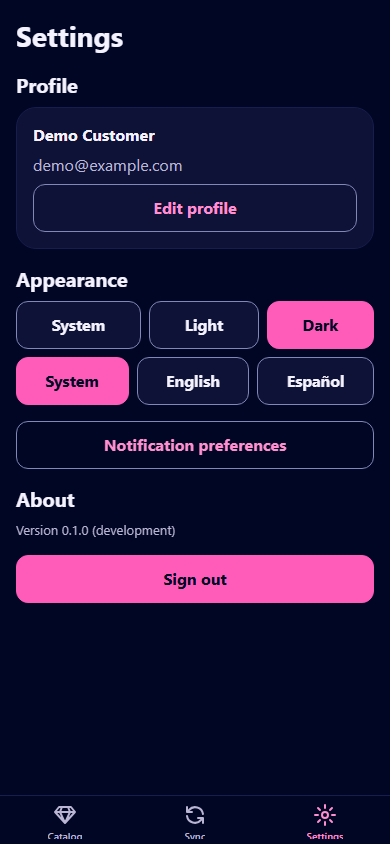 Settings
Profile
Demo Customer
demo@example.com
Edit profile
Appearance
System Light Dark
System English Español
Notification preferences
About
Version 0.1.0 (development)
Sign out
Catalog Sync Settings